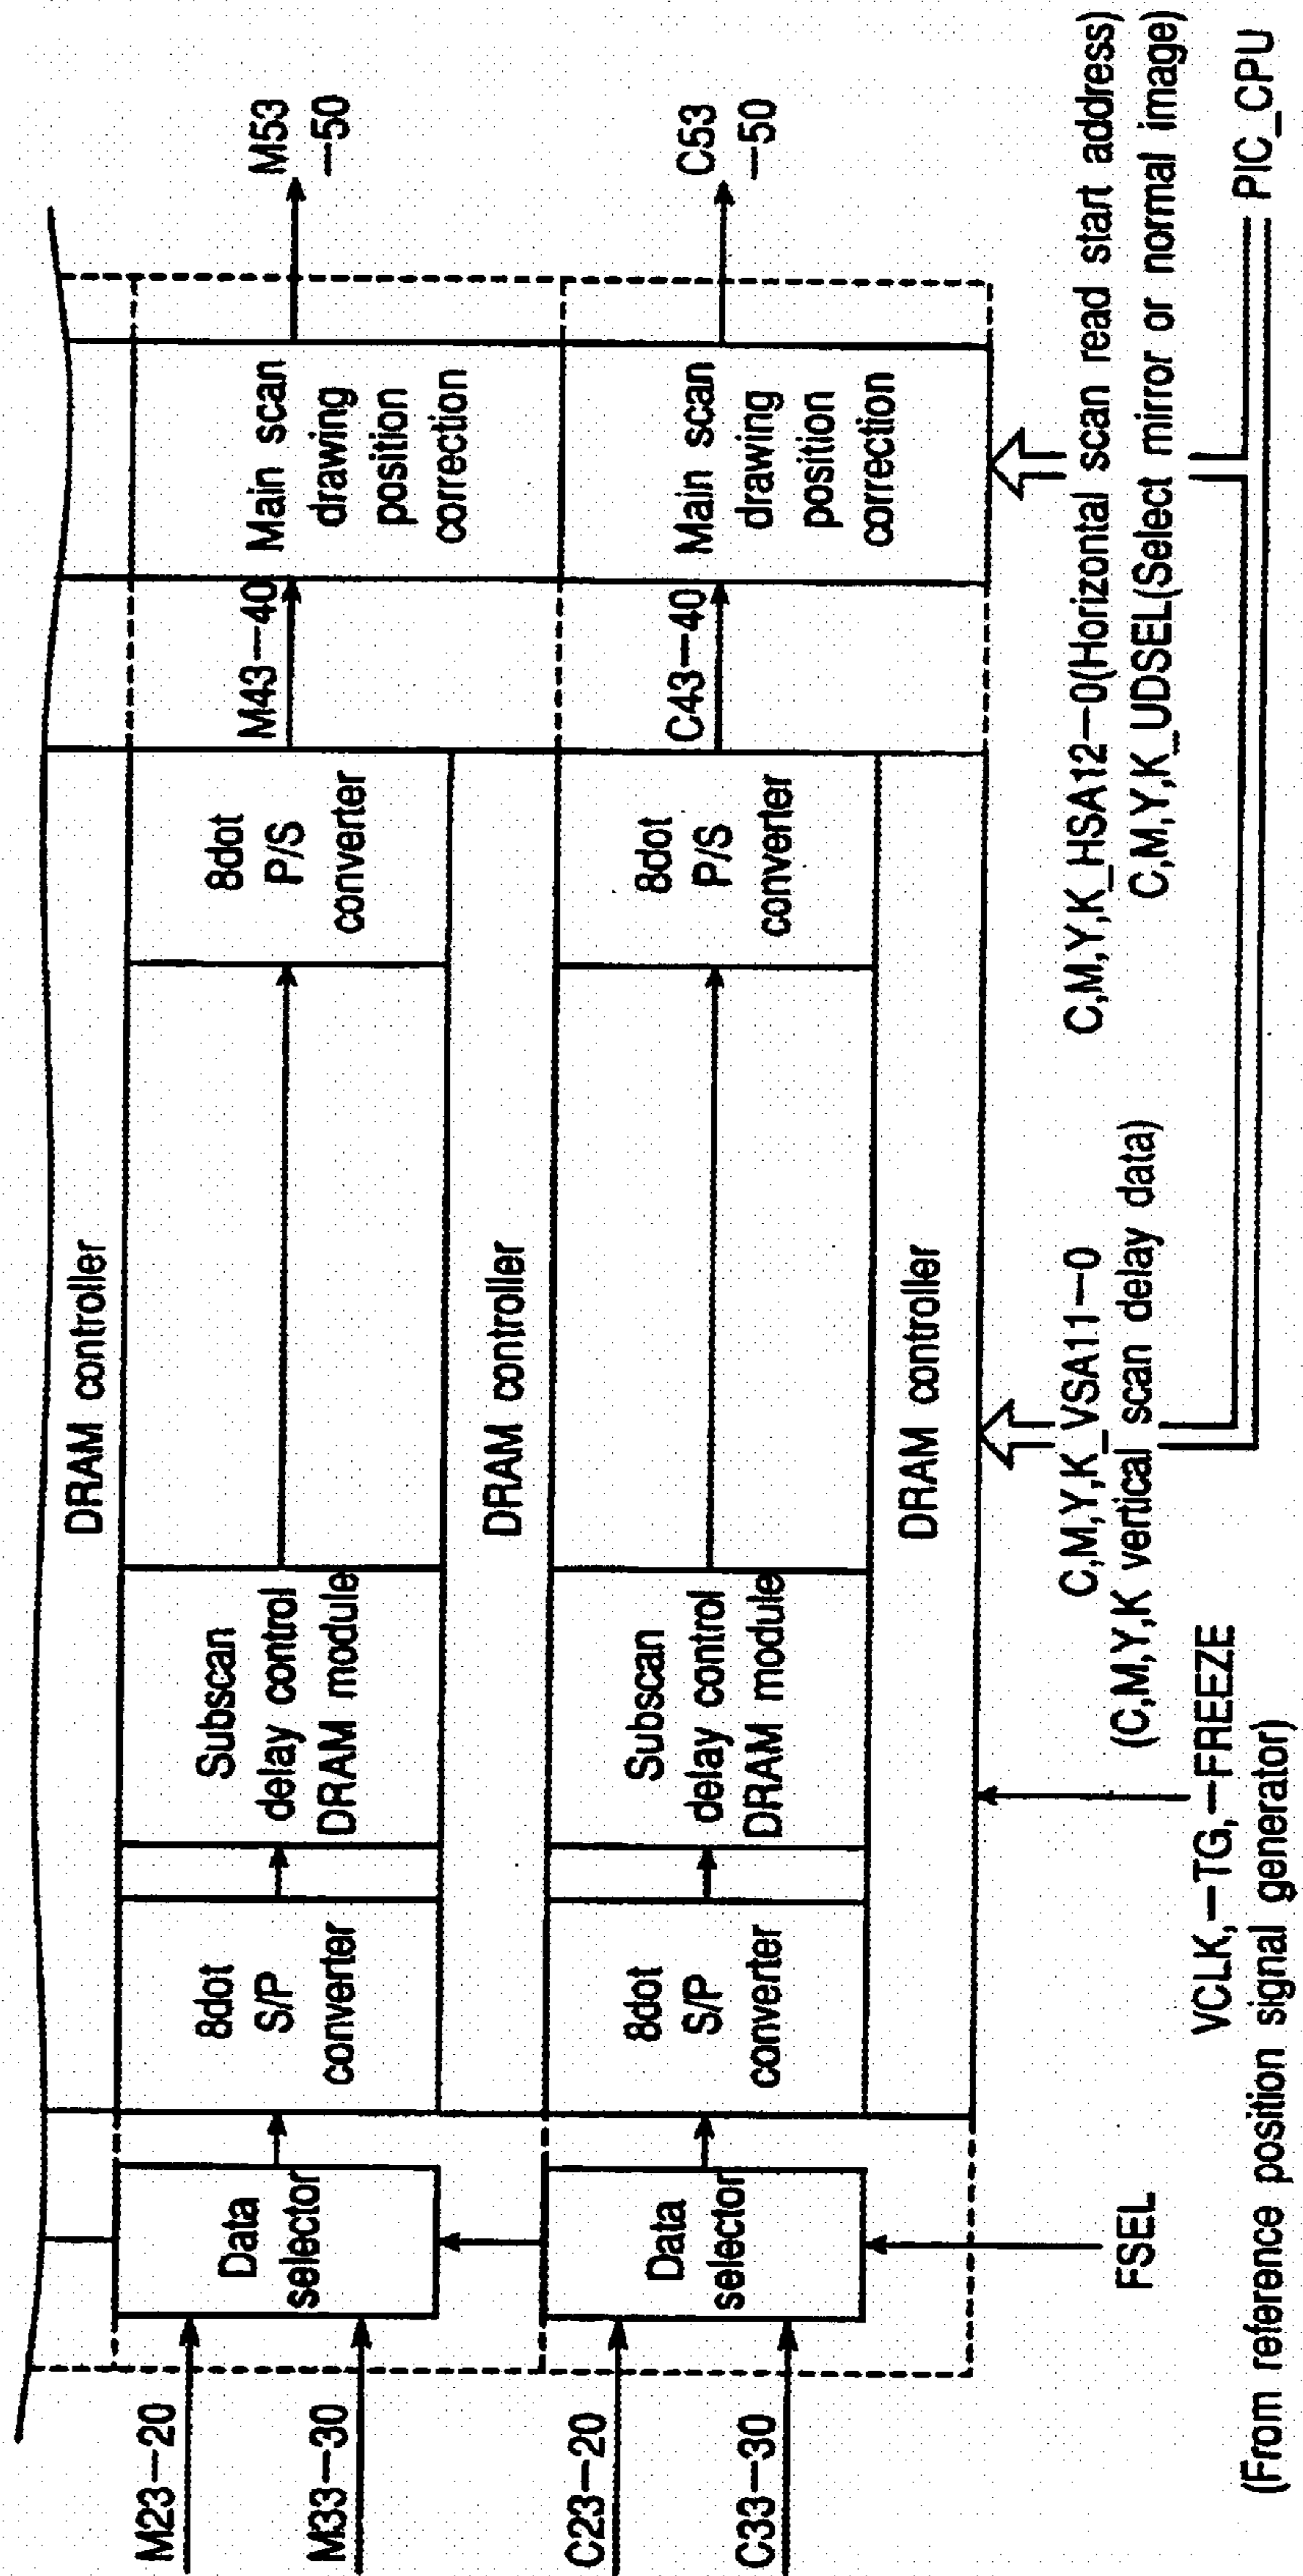 DRAM controller
M23−20
M33−30
Data
selector
8dot
S/P
converter
Subscan
delay control
DRAM module
8dot
P/S
converter
M43−40
Main scan
drawing
position
correction
M53
−50
DRAM controller
C23−20
C33−30
Data
selector
8dot
S/P
converter
Subscan
delay control
DRAM module
8dot
P/S
converter
C43−40
Main scan
drawing
position
correction
C53
−50
DRAM controller
FSEL
VCLK,−TG,−FREEZE
(From reference position signal generator)
C,M,Y,K_VSA11−0
(C,M,Y,K vertical scan delay data)
C,M,Y,K_HSA12−0(Horizontal scan read start address)
C,M,Y,K_UDSEL(Select mirror or normal image)
PIC_CPU